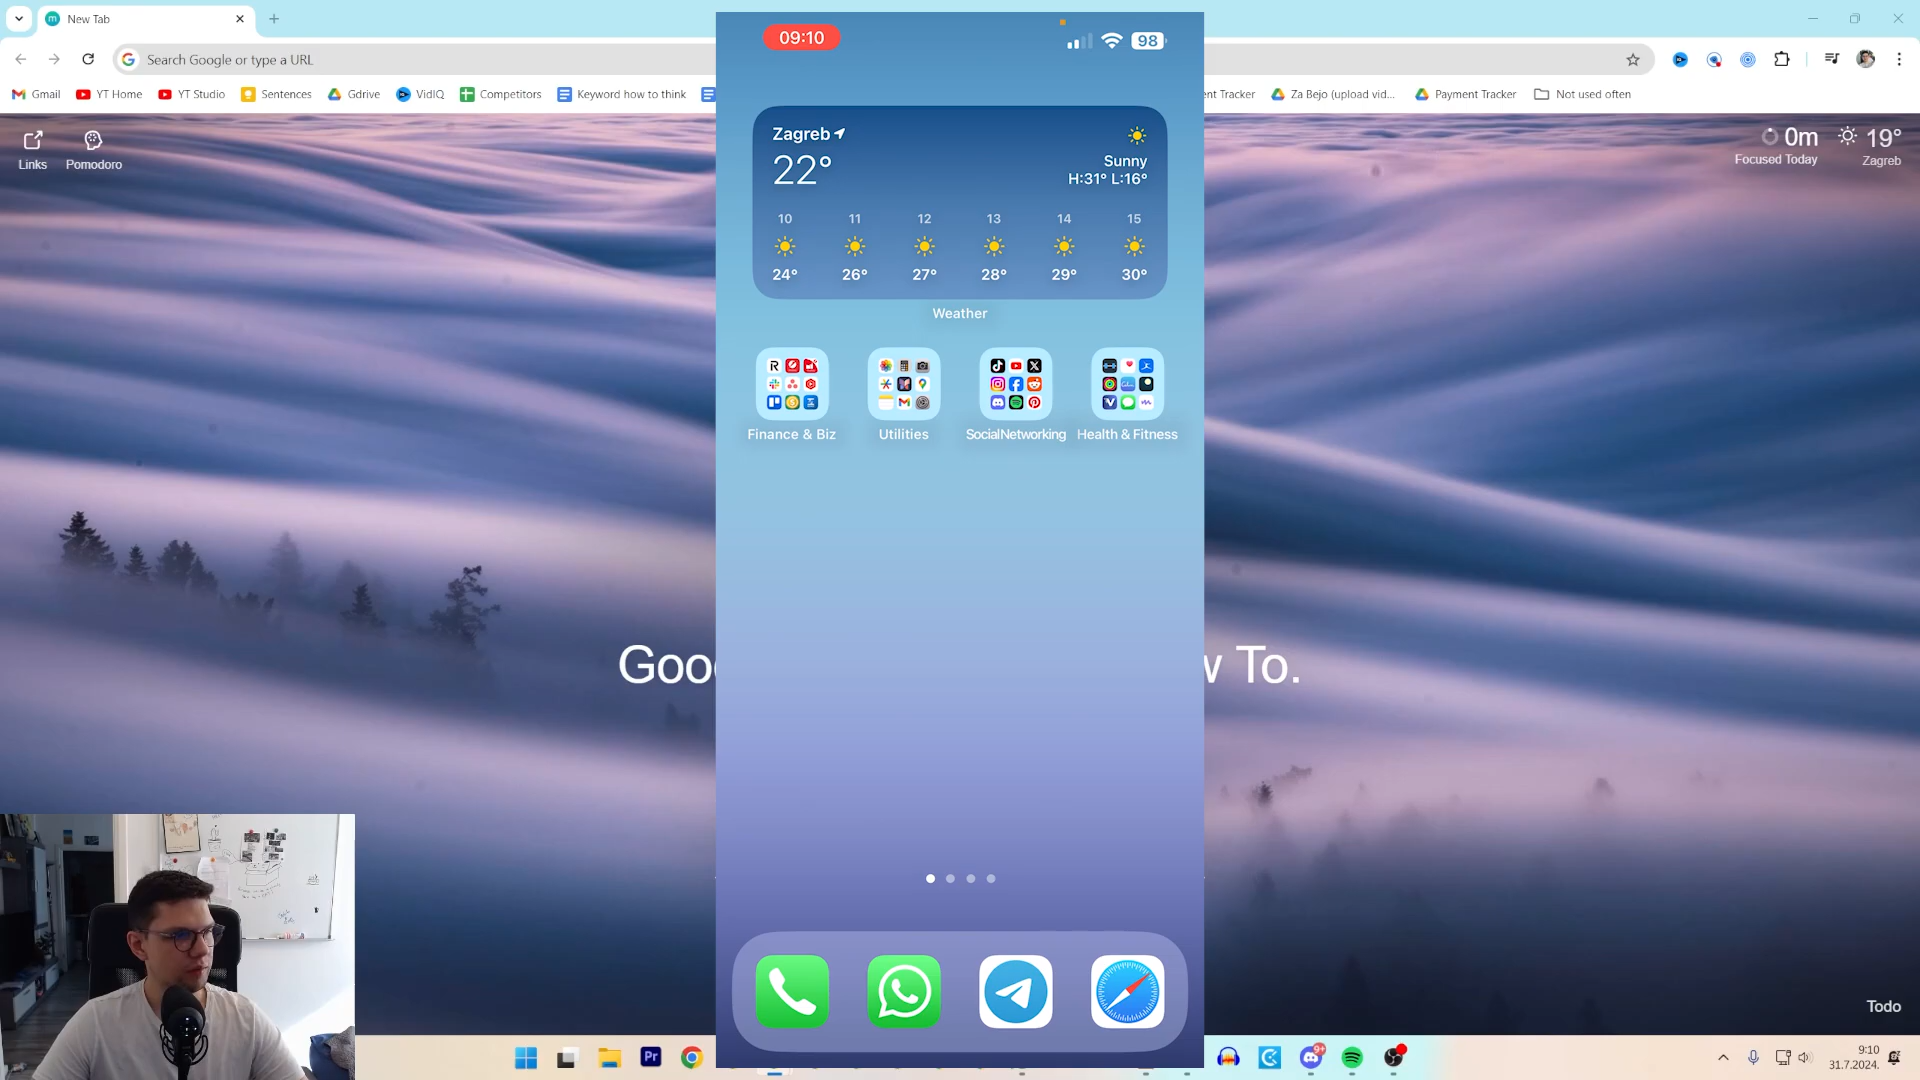 New Tab
Search Google or type a URL
Gmail
YT Home
YT Studio
Sentences
Gdrive
VidIQ
Competitors
Keyword how to think
nt Tracker
Za Bejo (upload vid...
Payment Tracker
Not used often
Links
Pomodoro
0m
Focused Today
19°
Zagreb
09:10
98
Zagreb
22°
Sunny
H:31° L:16°
10 11 12 13 14 15
24° 26° 27° 28° 29° 30°
Weather
Finance & Biz
Utilities
SocialNetworking
Health & Fitness
Goo
w To.
Todo
Pr
9+
9:10
31.7.2024.